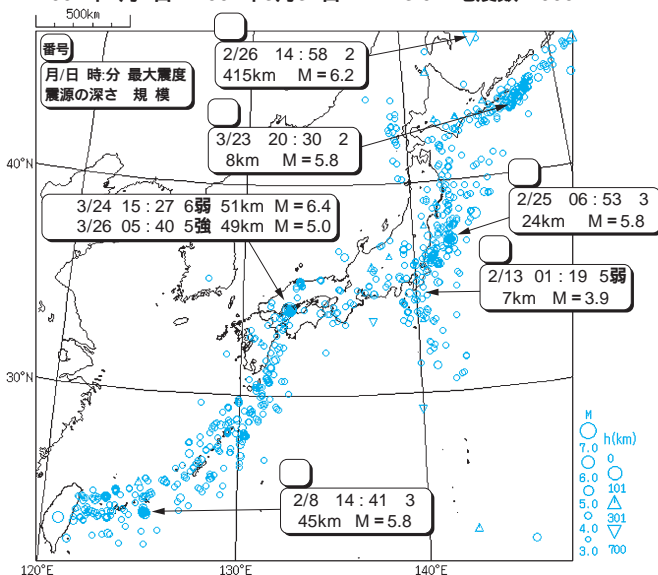 500km
番号
月/日 時:分 最大震度
震源の深さ 規 模
2/26 14:58 2
415km M=6.2
3/23 20:30 2
8km M=5.8
3/24 15:27 6弱 51km M=6.4
3/26 05:40 5強 49km M=5.0
2/25 06:53 3
24km M=5.8
2/13 01:19 5弱
7km M=3.9
2/8 14:41 3
45km M=5.8
40°N
30°N
120°E
130°E
140°E
M
7.0
6.0
5.0
4.0
3.0
h(km)
0
101
301
700